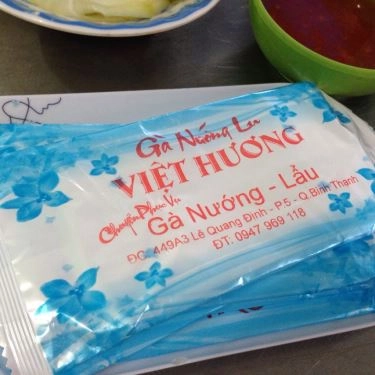 Gà Nướng Lu
VIỆT HƯƠNG
Chuyên Phục Vụ
Gà Nướng - Lẩu
ĐC: 449A3 Lê Quang Định - P.5 - Q.Bình Thạnh
ĐT: 0947 969 118